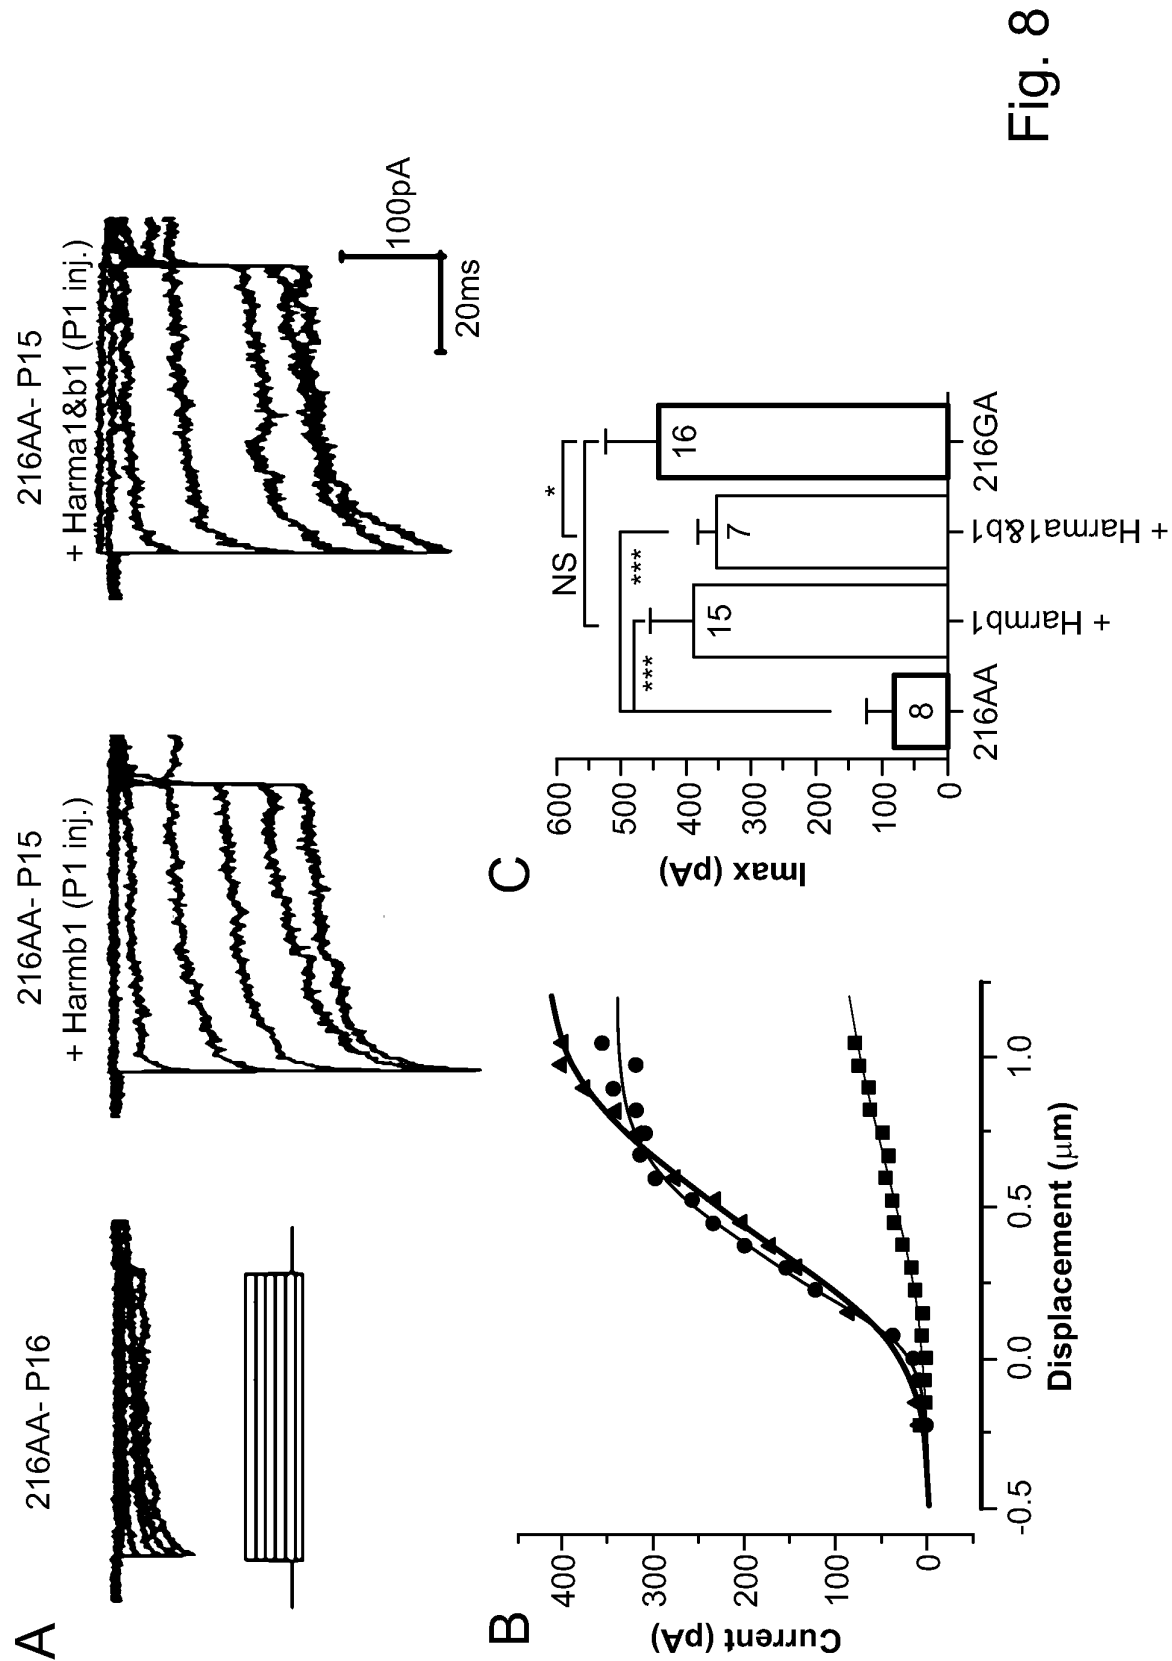 A
216AA- P16
216AA- P15
+ Harmb1 (P1 inj.)
216AA- P15
+ Harma1&b1 (P1 inj.)
100pA
20ms
B
Current (pA)
400
300
200
100
0
-0.5
0.0
0.5
1.0
Displacement (μm)
C
Imax (pA)
600
500
400
300
200
100
0
NS
*
***
***
8
15
7
16
216AA
+ Harmb1
+ Harma1&b1
216GA
Fig. 8